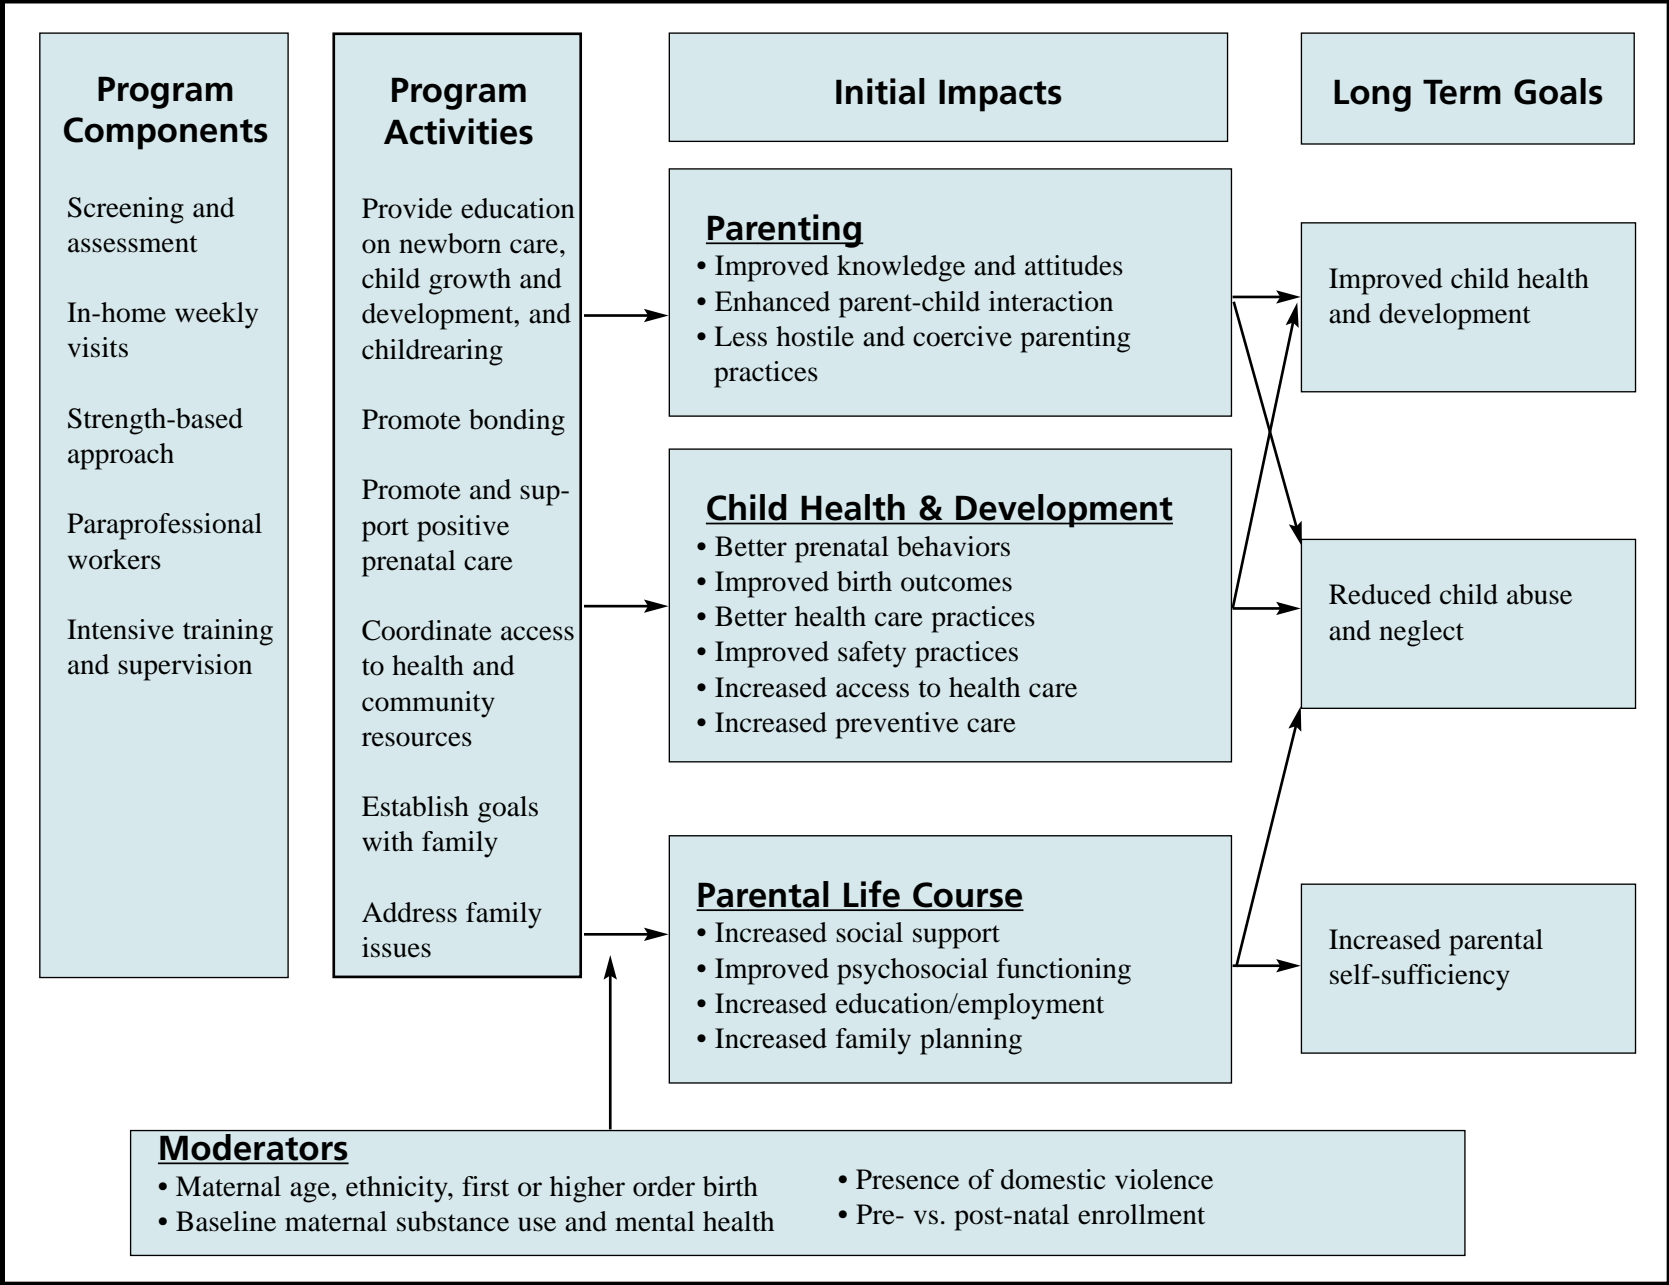 Program
Components
Screening and
assessment
In-home weekly
visits
Strength-based
approach
Paraprofessional
workers
Intensive training
and supervision
Program
Activities
Provide education
on newborn care,
child growth and
development, and
childrearing
Promote bonding
Promote and sup-
port positive
prenatal care
Coordinate access
to health and
community
resources
Establish goals
with family
Address family
issues
Initial Impacts
Parenting
• Improved knowledge and attitudes
• Enhanced parent-child interaction
• Less hostile and coercive parenting
practices
Child Health & Development
• Better prenatal behaviors
• Improved birth outcomes
• Better health care practices
• Improved safety practices
• Increased access to health care
• Increased preventive care
Parental Life Course
• Increased social support
• Improved psychosocial functioning
• Increased education/employment
• Increased family planning
Long Term Goals
Improved child health
and development
Reduced child abuse
and neglect
Increased parental
self-sufficiency
Moderators
• Maternal age, ethnicity, first or higher order birth
• Baseline maternal substance use and mental health
• Presence of domestic violence
• Pre- vs. post-natal enrollment